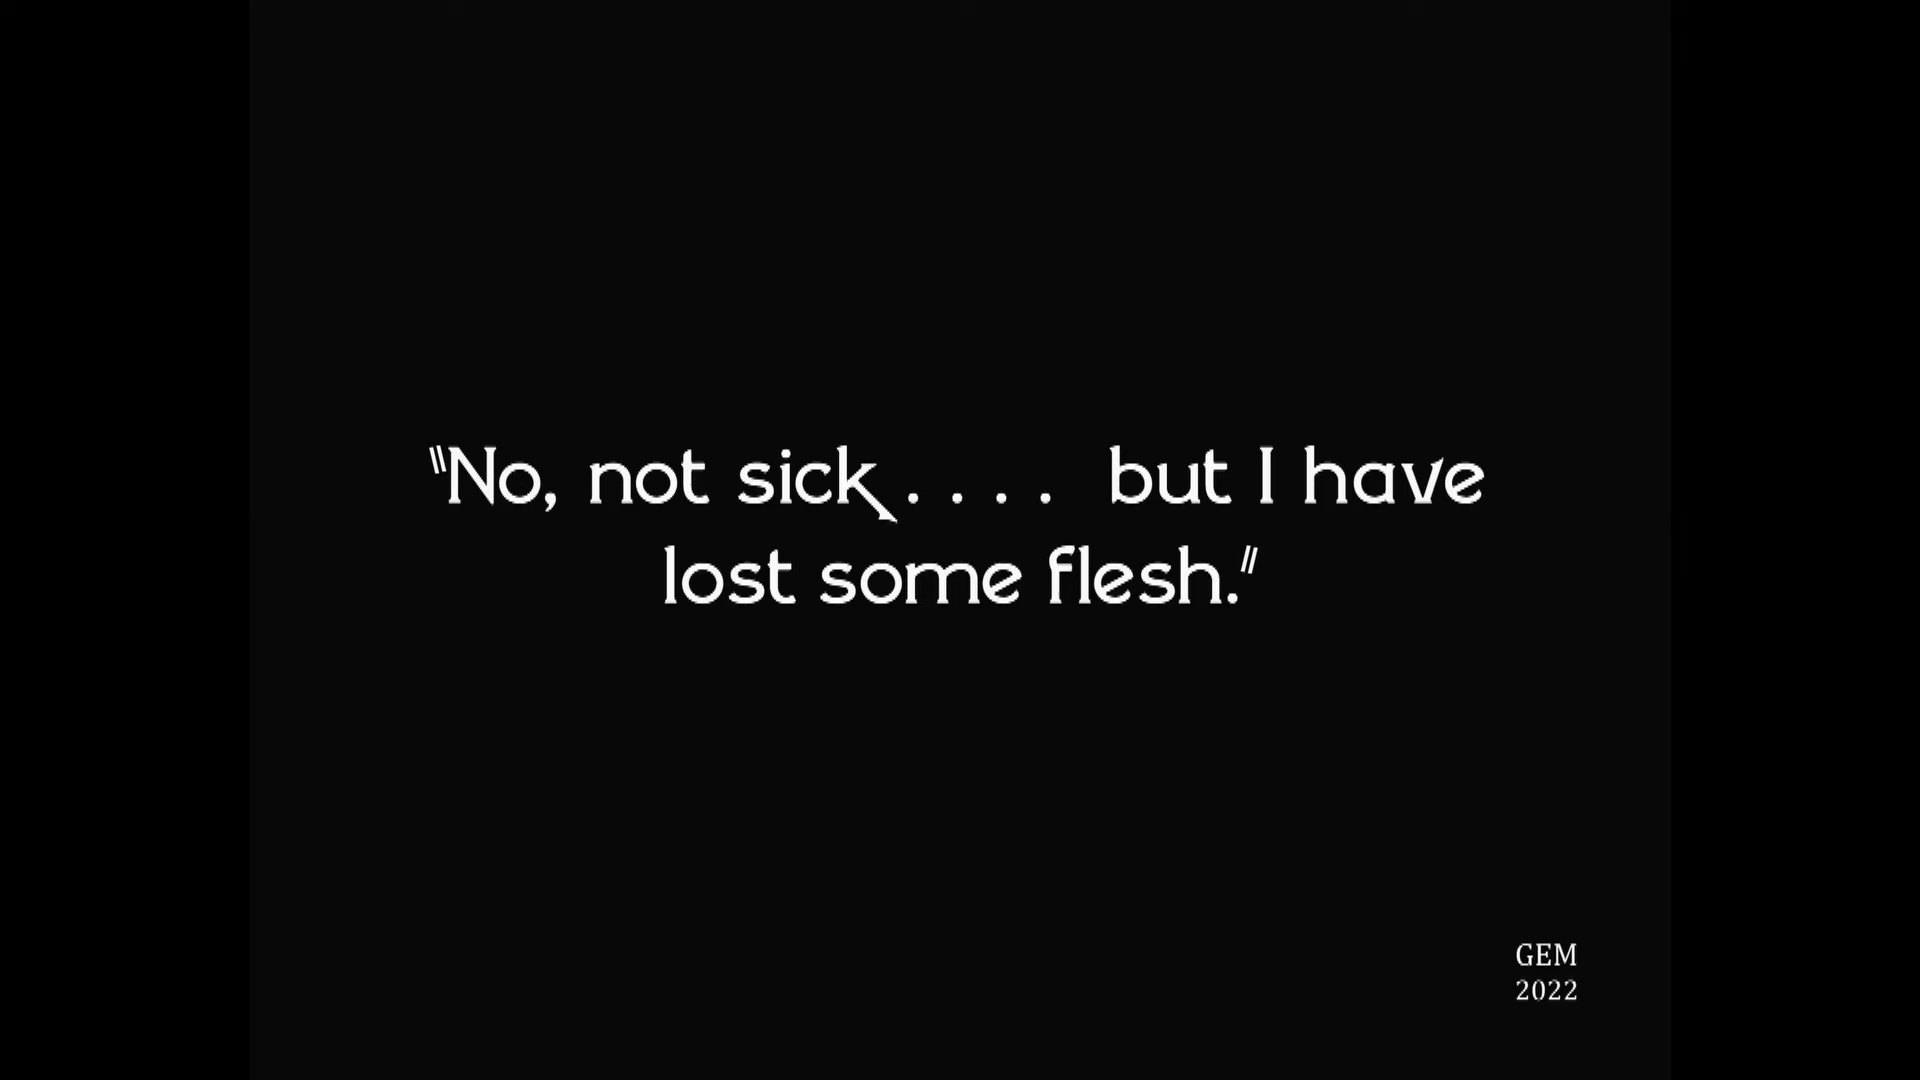 "No, not sick. . . .  but I have
lost some flesh."
GEM
2022